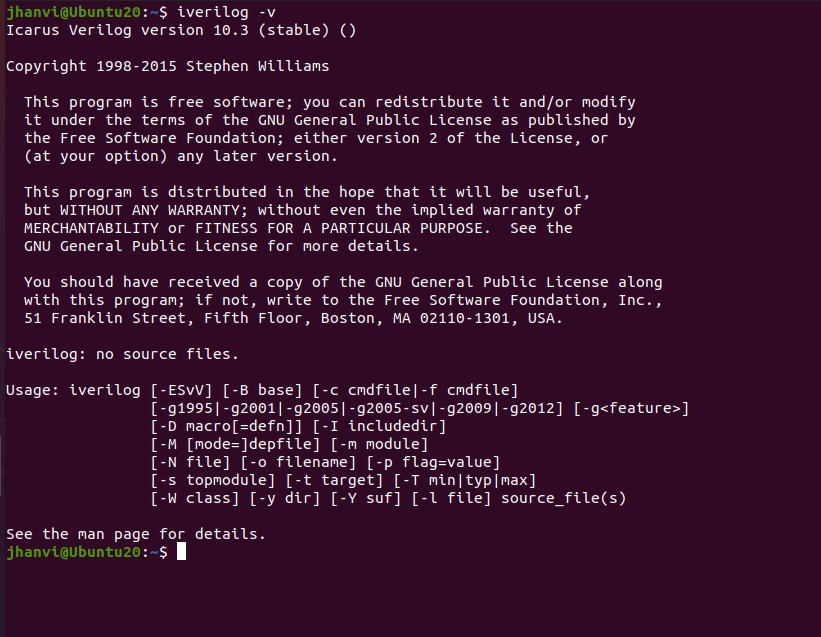 jhanvi@Ubuntu20:~$ iverilog -v
Icarus Verilog version 10.3 (stable) ()
Copyright 1998-2015 Stephen Williams
This program is free software; you can redistribute it and/or modify
it under the terms of the GNU General Public License as published by
the Free Software Foundation; either version 2 of the License, or
(at your option) any later version.
This program is distributed in the hope that it will be useful,
but WITHOUT ANY WARRANTY; without even the implied warranty of
MERCHANTABILITY or FITNESS FOR A PARTICULAR PURPOSE.  See the
GNU General Public License for more details.
You should have received a copy of the GNU General Public License along
with this program; if not, write to the Free Software Foundation, Inc.,
51 Franklin Street, Fifth Floor, Boston, MA 02110-1301, USA.
iverilog: no source files.
Usage: iverilog [-ESvV] [-B base] [-c cmdfile|-f cmdfile]
[-g1995|-g2001|-g2005|-g2005-sv|-g2009|-g2012] [-g<feature>]
[-D macro[=defn]] [-I includedir]
[-M [mode=]depfile] [-m module]
[-N file] [-o filename] [-p flag=value]
[-s topmodule] [-t target] [-T min|typ|max]
[-W class] [-y dir] [-Y suf] [-l file] source_file(s)
See the man page for details.
jhanvi@Ubuntu20:~$